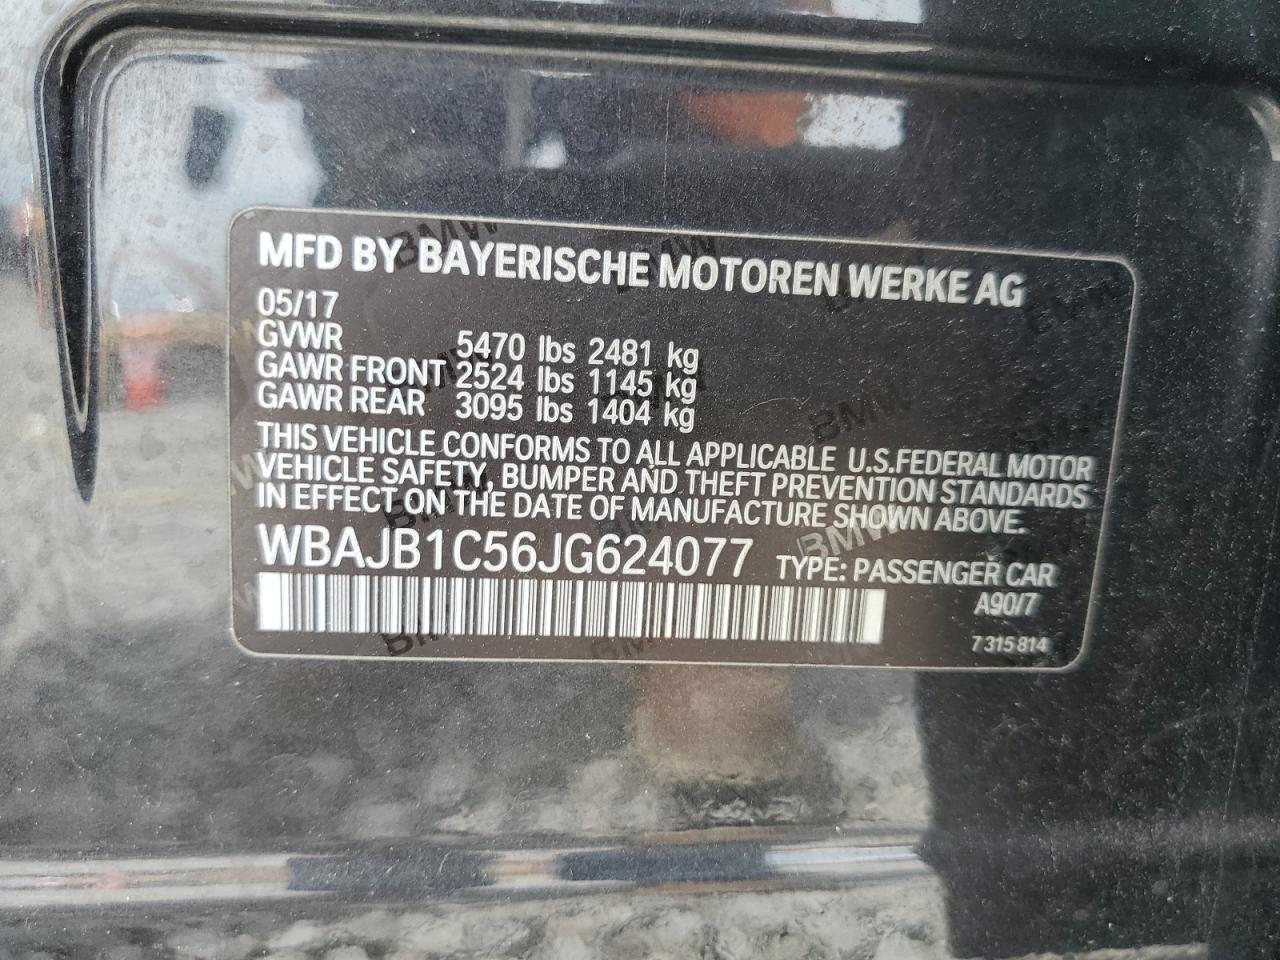 MFD BY BAYERISCHE MOTOREN WERKE AG
05/17
GVWR 5470 lbs 2481 kg
GAWR FRONT 2524 lbs 1145 kg
GAWR REAR 3095 lbs 1404 kg
THIS VEHICLE CONFORMS TO ALL APPLICABLE U.S.FEDERAL MOTOR
VEHICLE SAFETY, BUMPER AND THEFT PREVENTION STANDARDS
IN EFFECT ON THE DATE OF MANUFACTURE SHOWN ABOVE.
WBAJB1C56JG624077 TYPE: PASSENGER CAR
A90/7
7 315 814